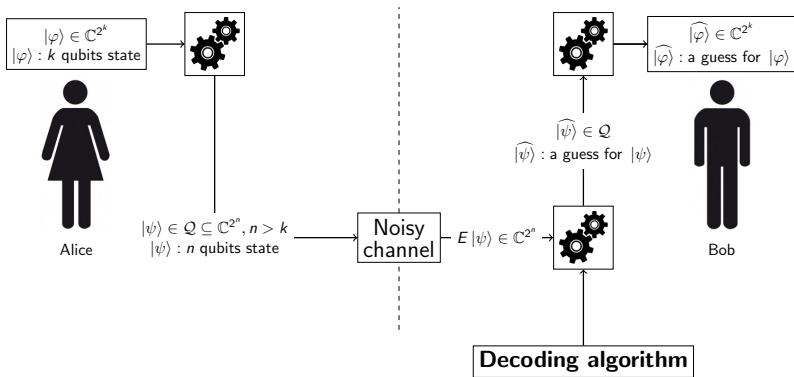 |φ⟩ ∈ ℂ^{2^k}
|φ⟩ : k qubits state
Alice
|ψ⟩ ∈ 𝒬 ⊆ ℂ^{2^n}, n > k
|ψ⟩ : n qubits state
Noisy
channel
E |ψ⟩ ∈ ℂ^{2^n}
|ψ̂⟩ ∈ 𝒬
|ψ̂⟩ : a guess for |ψ⟩
|φ̂⟩ ∈ ℂ^{2^k}
|φ̂⟩ : a guess for |φ⟩
Bob
Decoding algorithm